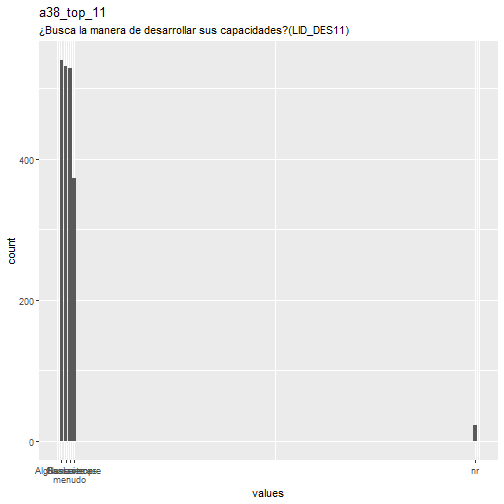 a38_top_11
¿Busca la manera de desarrollar sus capacidades?(LID_DES11)
count
400
200
0
nr
menudo
values